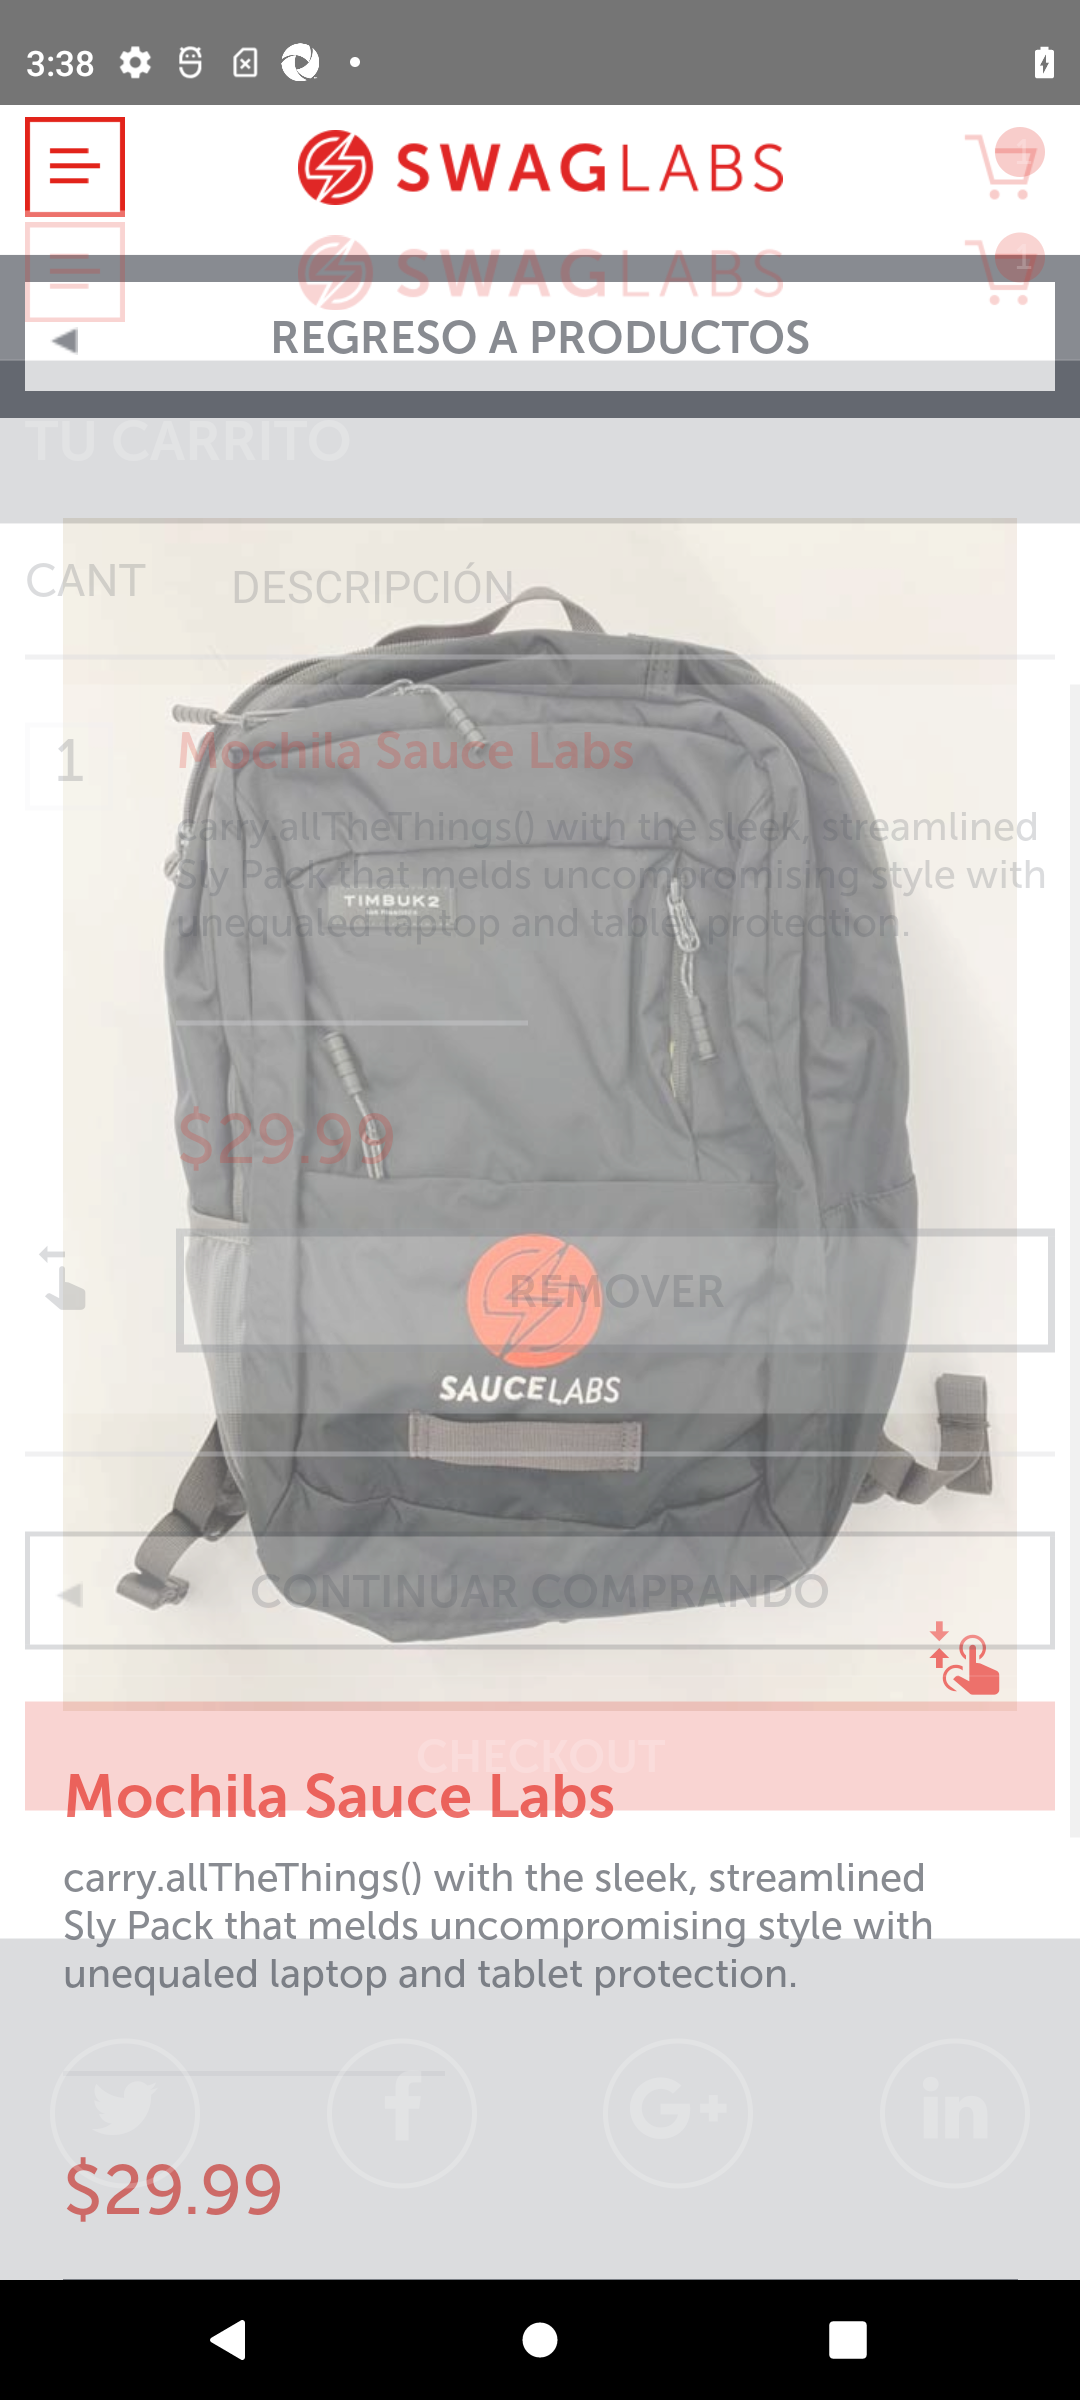 3:38
SWAGLABS
1
SWAGLABS
1
REGRESO A PRODUCTOS
TU CARRITO
CANT
DESCRIPCIÓN
1
Mochila Sauce Labs
carry.allTheThings() with the sleek, streamlined
Sly Pack that melds uncompromising style with
unequaled laptop and tablet protection.
TIMBUK2
$29.99
REMOVER
SAUCELABS
CONTINUAR COMPRANDO
CHECKOUT
Mochila Sauce Labs
carry.allTheThings() with the sleek, streamlined
Sly Pack that melds uncompromising style with
unequaled laptop and tablet protection.
$29.99